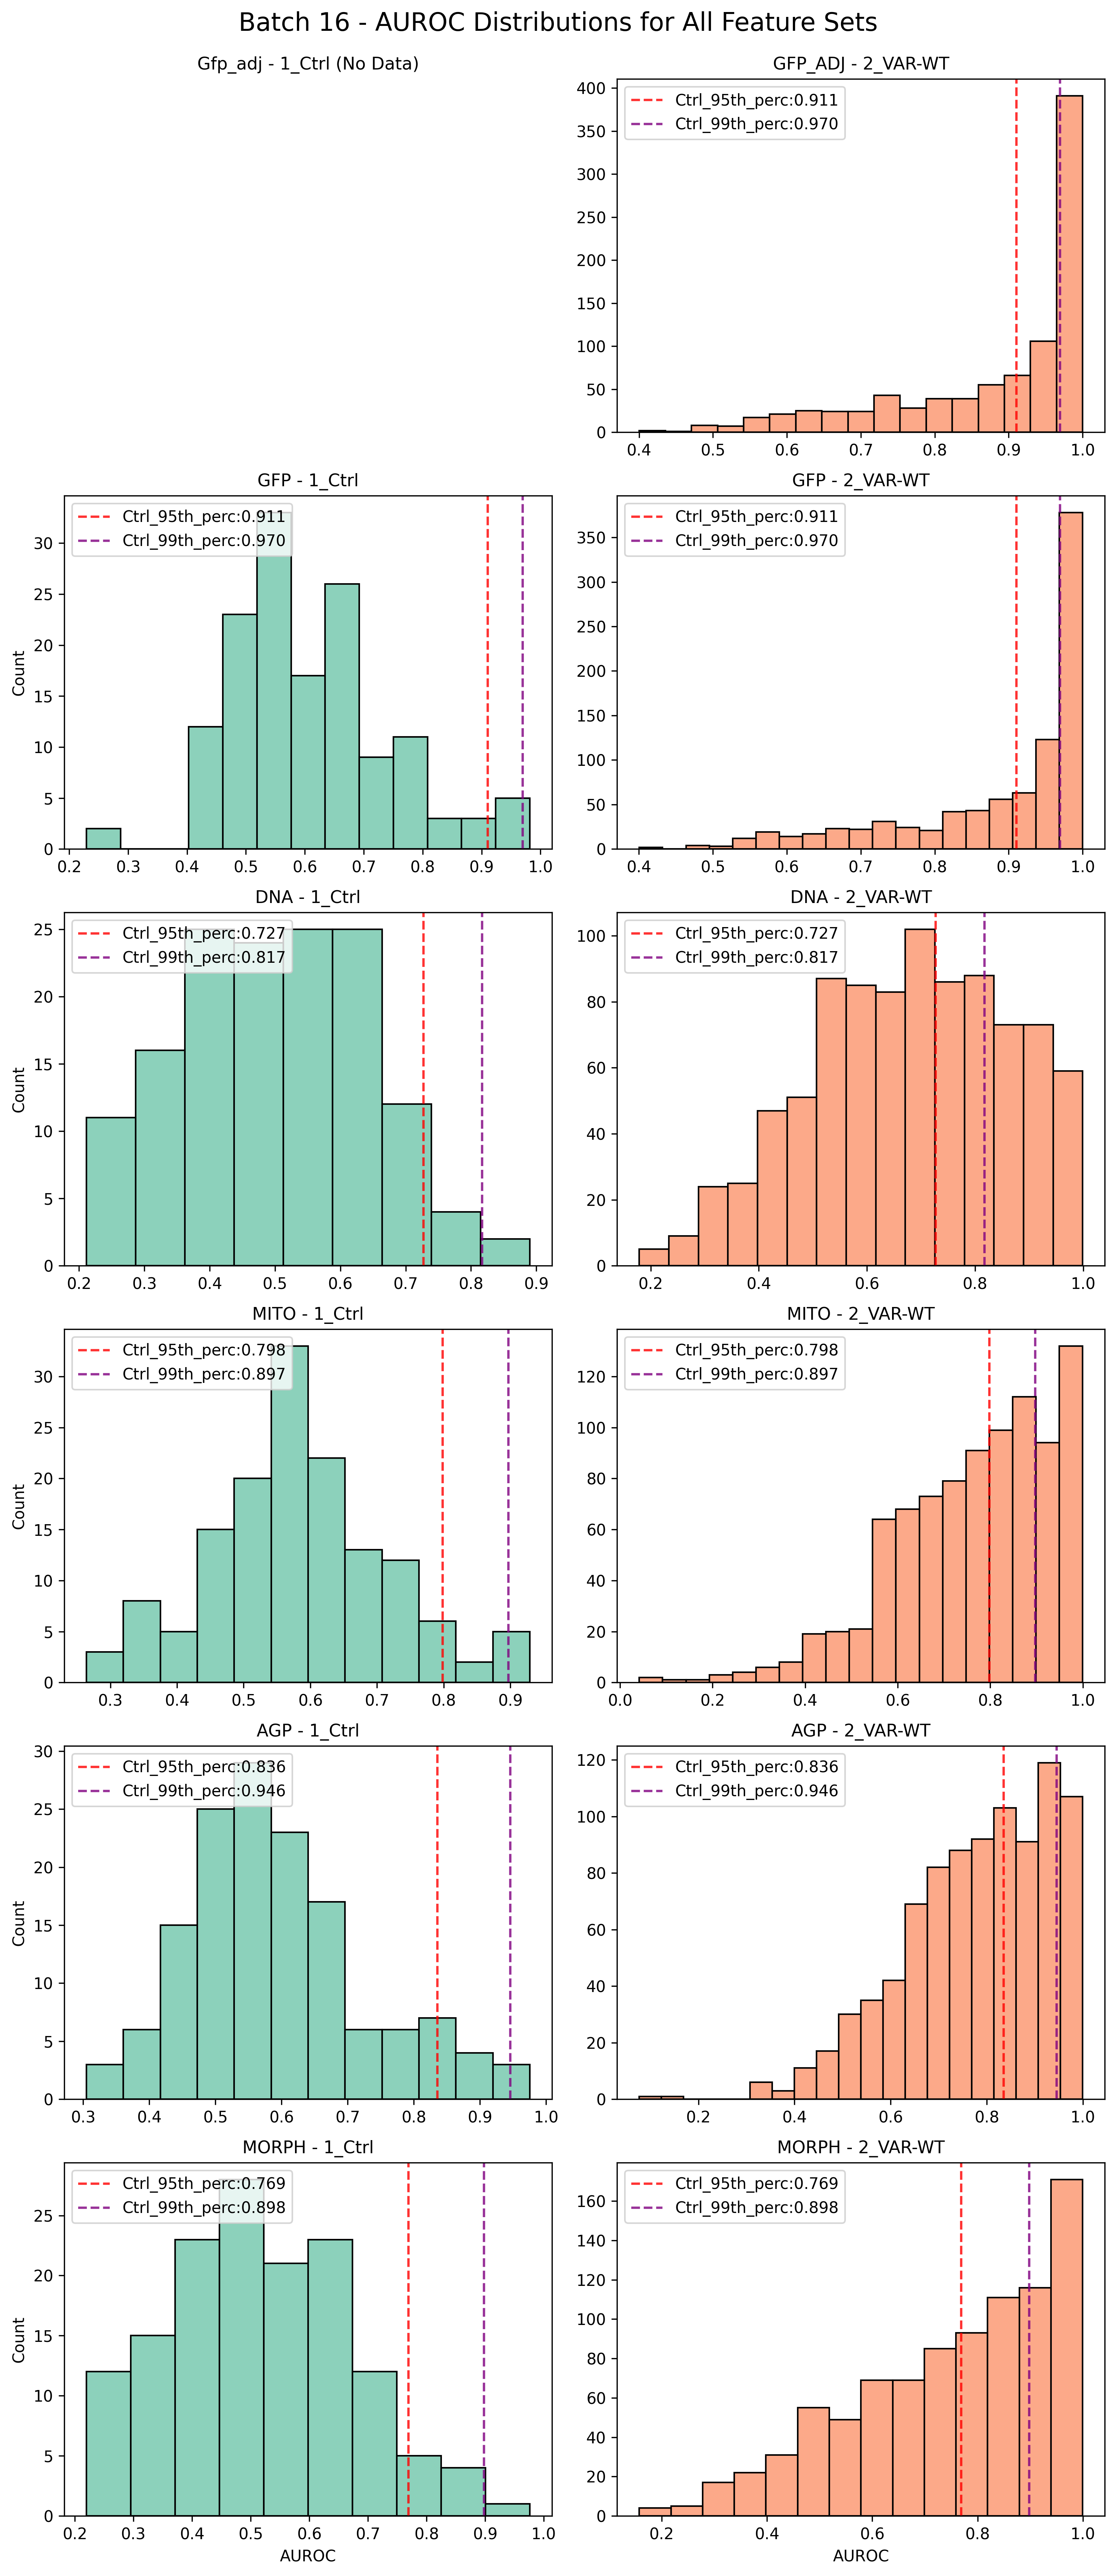 Batch 16 - AUROC Distributions for All Feature Sets
Gfp_adj - 1_Ctrl (No Data)
GFP_ADJ - 2_VAR-WT
Ctrl_95th_perc:0.911
Ctrl_99th_perc:0.970
400
350
300
250
200
150
100
50
0
0.4 0.5 0.6 0.7 0.8 0.9 1.0
GFP - 1_Ctrl
Ctrl_95th_perc:0.911
Ctrl_99th_perc:0.970
Count
30
25
20
15
10
5
0
0.2 0.3 0.4 0.5 0.6 0.7 0.8 0.9 1.0
GFP - 2_VAR-WT
Ctrl_95th_perc:0.911
Ctrl_99th_perc:0.970
350
300
250
200
150
100
50
0
0.4 0.5 0.6 0.7 0.8 0.9 1.0
DNA - 1_Ctrl
Ctrl_95th_perc:0.727
Ctrl_99th_perc:0.817
Count
25
20
15
10
5
0
0.2 0.3 0.4 0.5 0.6 0.7 0.8 0.9
DNA - 2_VAR-WT
Ctrl_95th_perc:0.727
Ctrl_99th_perc:0.817
100
80
60
40
20
0
0.2 0.4 0.6 0.8 1.0
MITO - 1_Ctrl
Ctrl_95th_perc:0.798
Ctrl_99th_perc:0.897
Count
30
25
20
15
10
5
0
0.3 0.4 0.5 0.6 0.7 0.8 0.9
MITO - 2_VAR-WT
Ctrl_95th_perc:0.798
Ctrl_99th_perc:0.897
120
100
80
60
40
20
0
0.0 0.2 0.4 0.6 0.8 1.0
AGP - 1_Ctrl
Ctrl_95th_perc:0.836
Ctrl_99th_perc:0.946
Count
30
25
20
15
10
5
0
0.3 0.4 0.5 0.6 0.7 0.8 0.9 1.0
AGP - 2_VAR-WT
Ctrl_95th_perc:0.836
Ctrl_99th_perc:0.946
120
100
80
60
40
20
0
0.2 0.4 0.6 0.8 1.0
MORPH - 1_Ctrl
Ctrl_95th_perc:0.769
Ctrl_99th_perc:0.898
Count
25
20
15
10
5
0
0.2 0.3 0.4 0.5 0.6 0.7 0.8 0.9 1.0
AUROC
MORPH - 2_VAR-WT
Ctrl_95th_perc:0.769
Ctrl_99th_perc:0.898
160
140
120
100
80
60
40
20
0
0.2 0.4 0.6 0.8 1.0
AUROC